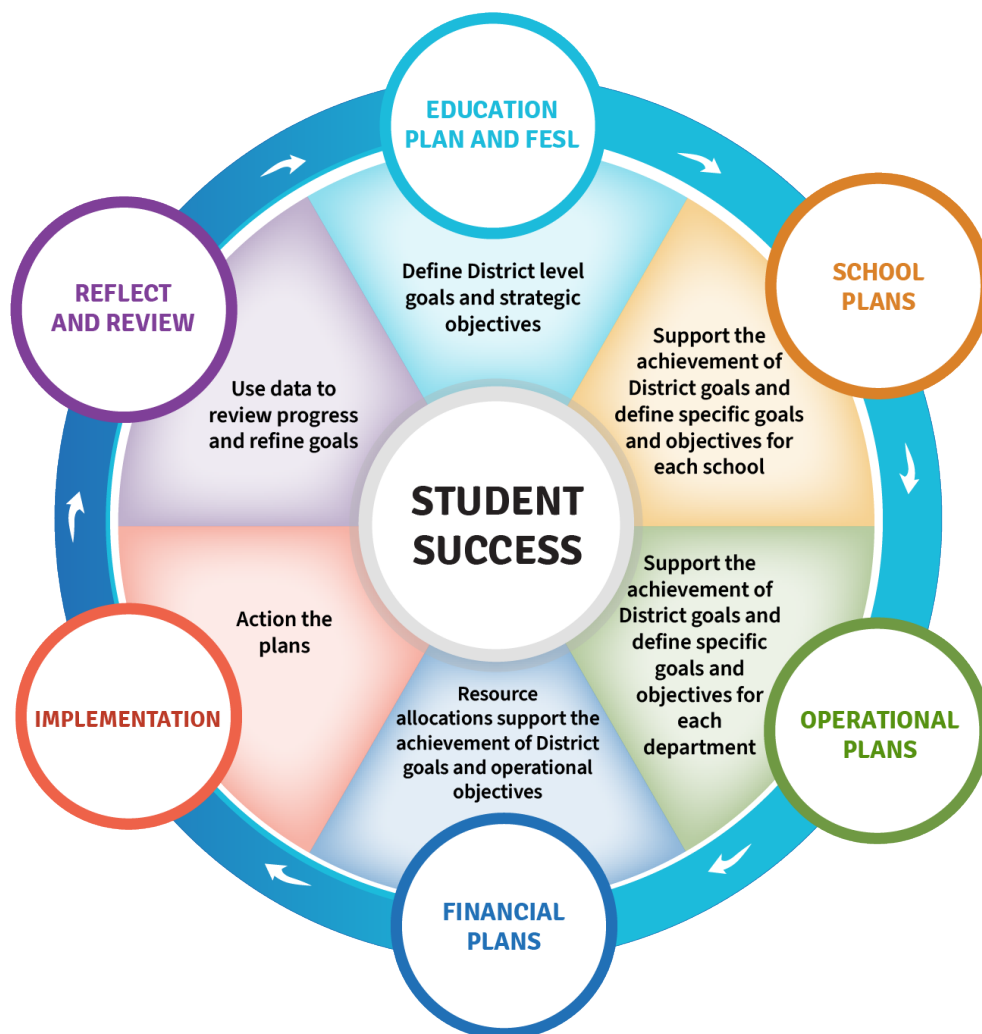 EDUCATION
PLAN AND FESL
Define District level
goals and strategic
objectives
SCHOOL
PLANS
Support the
achievement of
District goals and
define specific goals
and objectives for
each school
OPERATIONAL
PLANS
Support the
achievement of
District goals and
define specific
goals and
objectives for
each
department
FINANCIAL
PLANS
Resource
allocations support the
achievement of District
goals and operational
objectives
IMPLEMENTATION
Action the
plans
REFLECT
AND REVIEW
Use data to
review progress
and refine goals
STUDENT
SUCCESS